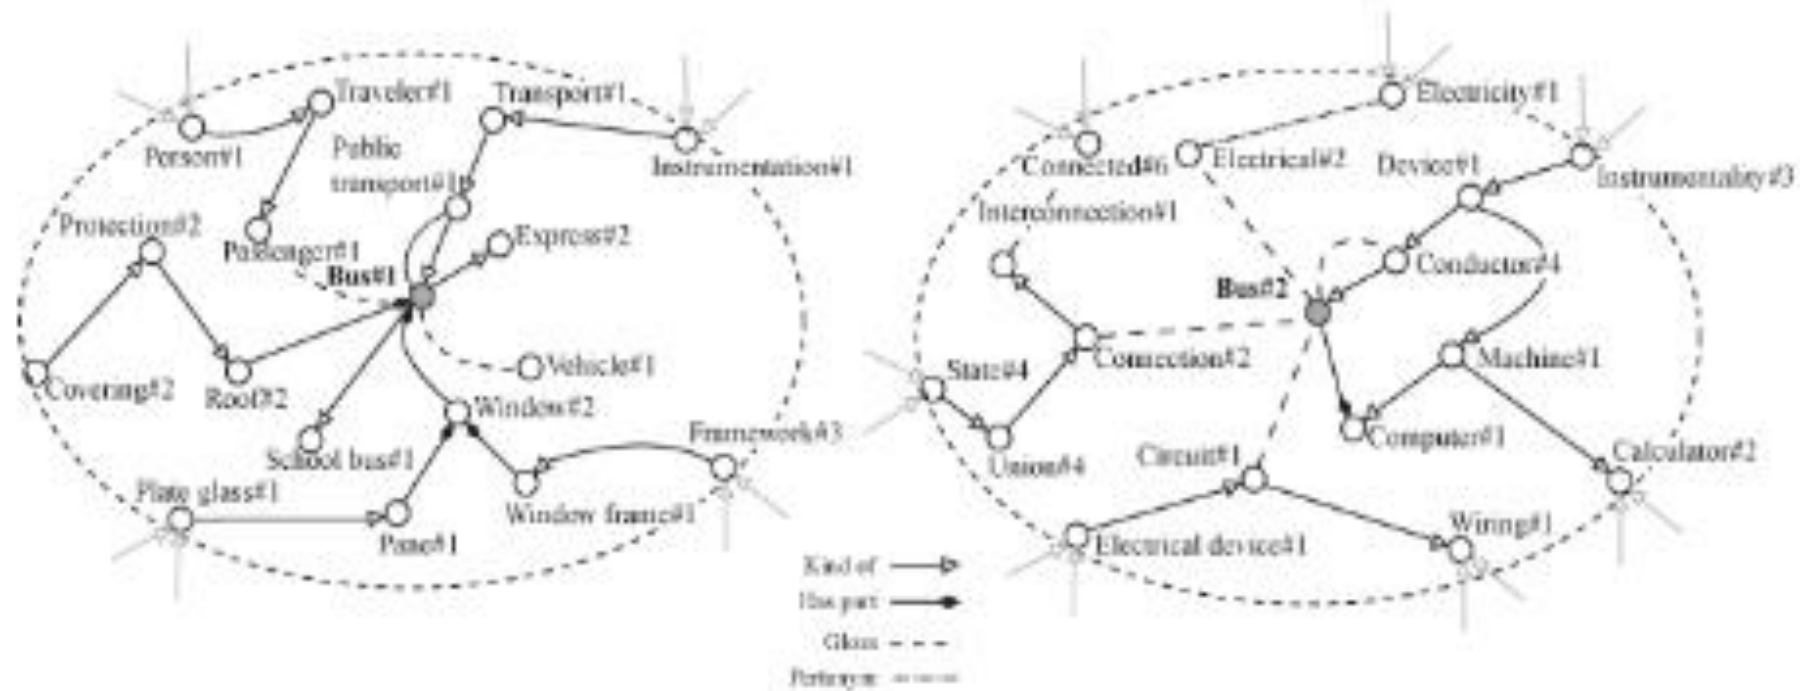 Traveler#1
Transport#1
Person#1
Public
transport#1
Instrumentation#1
Protection#2
Passenger#1
Express#2
Bus#1
Covering#2
Roof#2
Vehicle#1
Window#2
School bus#1
Framework#3
Plate glass#1
Window frame#1
Pane#1
Electricity#1
Connected#6
Electrical#2
Device#1
Instrumentality#3
Interconnection#1
Conductor#4
Bus#2
State#4
Connection#2
Machine#1
Union#4
Circuit#1
Computer#1
Calculator#2
Electrical device#1
Wiring#1
Kind of
Has part
Gloss
Pertonym